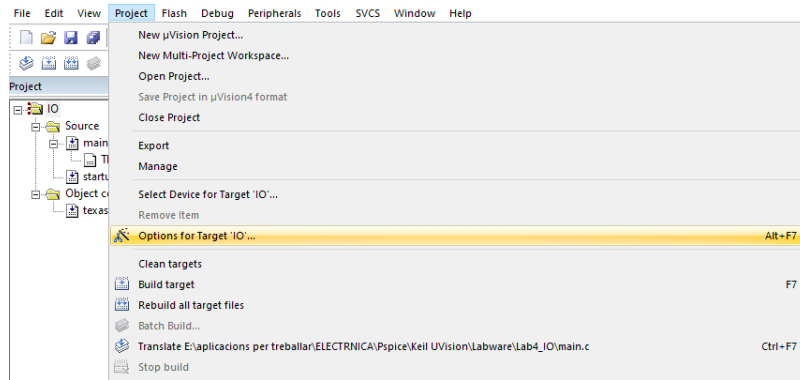 File Edit View Project Flash Debug Peripherals Tools SVCS Window Help
New µVision Project...
New Multi-Project Workspace...
Open Project...
Save Project in µVision4 format
Close Project
Export
Manage
Select Device for Target 'IO'...
Remove Item
Options for Target 'IO'... Alt+F7
Clean targets
Build target F7
Rebuild all target files
Batch Build...
Translate E:\aplicacions per treballar\ELECTRNICA\Pspice\Keil UVision\Labware\Lab4_IO\main.c Ctrl+F7
Stop build
Project
IO
Source
main
startu
Object c
texas